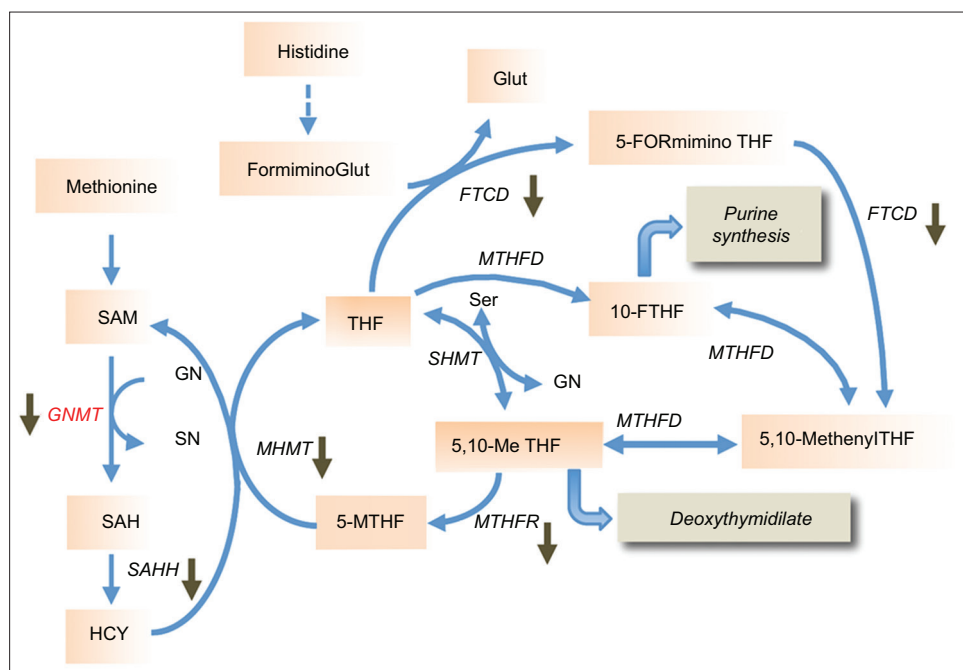 Histidine
Glut
5-FORmimino THF
FormiminoGlut
Methionine
FTCD
FTCD
Purine
synthesis
MTHFD
Ser
SAM
THF
10-FTHF
SHMT
MTHFD
GN
GN
GNMT
SN
MHMT
MTHFD
5,10-Me THF
5,10-MethenylTHF
SAH
5-MTHF
MTHFR
Deoxythymidilate
SAHH
HCY